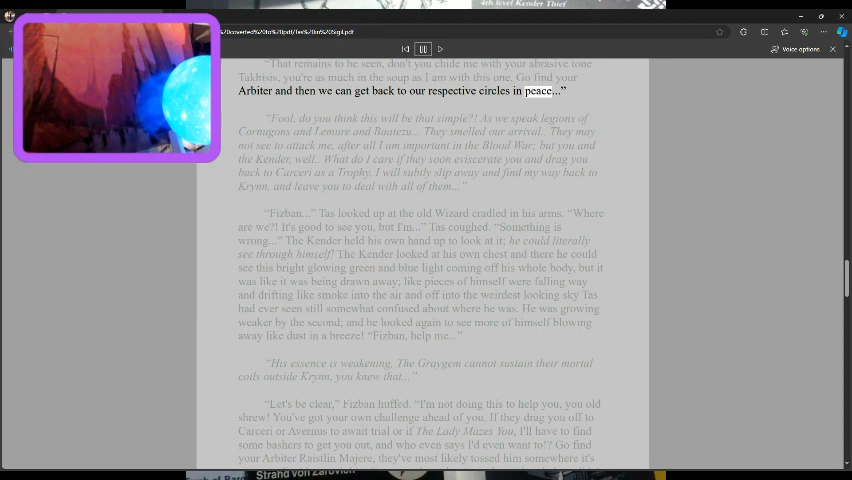 4th level Kender Thief
%20coverted%20to%20pdf/Tas%20in%20Sigil.pdf
Voice options
“That remains to be seen, don't you chide me with your abrasive tone
Takhisis, you're as much in the soup as I am with this one. Go find your
Arbiter and then we can get back to our respective circles in peace...”
“Fool, do you think this will be that simple?! As we speak legions of
Cornugons and Lemure and Baatezu... They smelled our arrival.. They may
not see to attack me, after all I am important in the Blood War; but you and
the Kender, well.. What do I care if they soon eviscerate you and drag you
back to Carceri as a Trophy. I will subtly slip away and find my way back to
Krynn, and leave you to deal with all of them...”
“Fizban...” Tas looked up at the old Wizard cradled in his arms. “Where
are we?! It's good to see you, but I'm...” Tas coughed. “Something is
wrong...” The Kender held his own hand up to look at it; he could literally
see through himself! The Kender looked at his own chest and there he could
see this bright glowing green and blue light coming off his whole body, but it
was like it was being drawn away; like pieces of himself were falling way
and drifting like smoke into the air and off into the weirdest looking sky Tas
had ever seen still somewhat confused about where he was. He was growing
weaker by the second; and he looked again to see more of himself blowing
away like dust in a breeze! “Fizban, help me...”
“His essence is weakening, The Graygem cannot sustain their mortal
coils outside Krynn, you knew that...”
“Let's be clear,” Fizban huffed. “I'm not doing this to help you, you old
shrew! You've got your own challenge ahead of you. If they drag you off to
Carceri or Avernus to await trial or if The Lady Mazes You, I'll have to find
some bashers to get you out, and who even says I'd even want to!? Go find
your Arbiter Raistlin Majere, they've most likely tossed him somewhere it's
Strahd von Zarovich